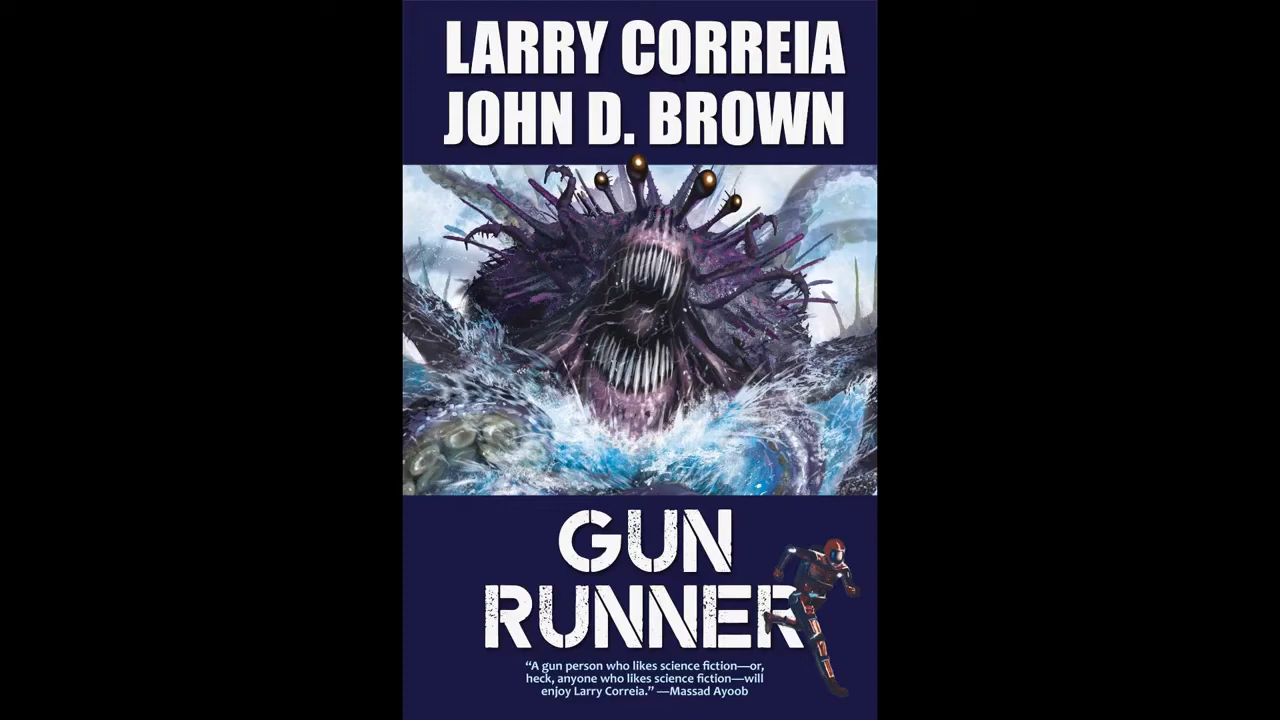 LARRY CORREIA
JOHN D. BROWN
GUN
RUNNER
“A gun person who likes science fiction—or,
heck, anyone who likes science fiction—will
enjoy Larry Correia.” —Massad Ayoob